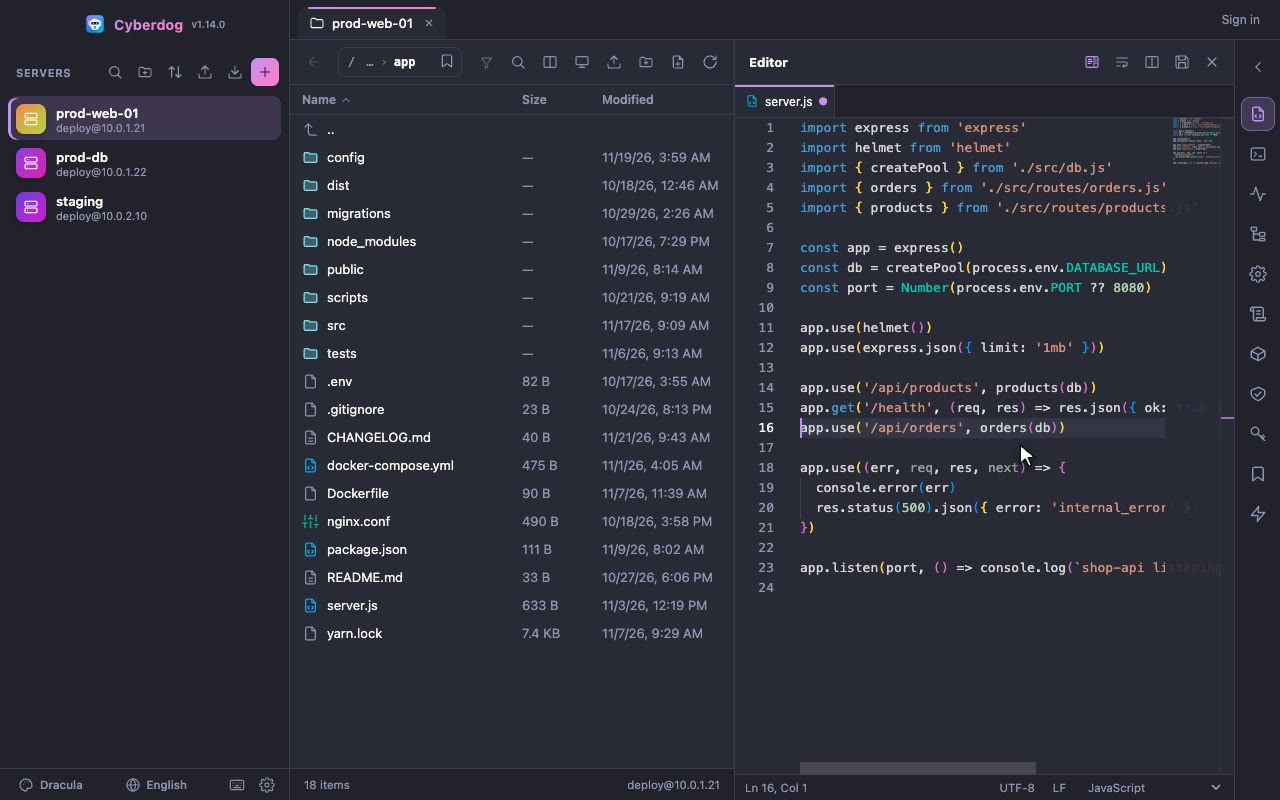 Cyberdog v1.14.0
prod-web-01
Sign in
SERVERS
/ … › app
Editor
prod-web-01
deploy@10.0.1.21
prod-db
deploy@10.0.1.22
staging
deploy@10.0.2.10
Name Size Modified
..
config — 11/19/26, 3:59 AM
dist — 10/18/26, 12:46 AM
migrations — 10/29/26, 2:26 AM
node_modules — 10/17/26, 7:29 PM
public — 11/9/26, 8:14 AM
scripts — 10/21/26, 9:19 AM
src — 11/17/26, 9:09 AM
tests — 11/6/26, 9:13 AM
.env 82 B 10/17/26, 3:55 AM
.gitignore 23 B 10/24/26, 8:13 PM
CHANGELOG.md 40 B 11/21/26, 9:43 AM
docker-compose.yml 475 B 11/1/26, 4:05 AM
Dockerfile 90 B 11/7/26, 11:39 AM
nginx.conf 490 B 10/18/26, 3:58 PM
package.json 111 B 11/9/26, 8:02 AM
README.md 33 B 10/27/26, 6:06 PM
server.js 633 B 11/3/26, 12:19 PM
yarn.lock 7.4 KB 11/7/26, 9:29 AM
server.js
1 import express from 'express'
2 import helmet from 'helmet'
3 import { createPool } from './src/db.js'
4 import { orders } from './src/routes/orders.js'
5 import { products } from './src/routes/products.js'
6
7 const app = express()
8 const db = createPool(process.env.DATABASE_URL)
9 const port = Number(process.env.PORT ?? 8080)
10
11 app.use(helmet())
12 app.use(express.json({ limit: '1mb' }))
13
14 app.use('/api/products', products(db))
15 app.get('/health', (req, res) => res.json({ ok: true
16 app.use('/api/orders', orders(db))
17
18 app.use((err, req, res, next) => {
19 console.error(err)
20 res.status(500).json({ error: 'internal_error' })
21 })
22
23 app.listen(port, () => console.log(`shop-api listening
24
Dracula
English
18 items
deploy@10.0.1.21
Ln 16, Col 1
UTF-8
LF
JavaScript